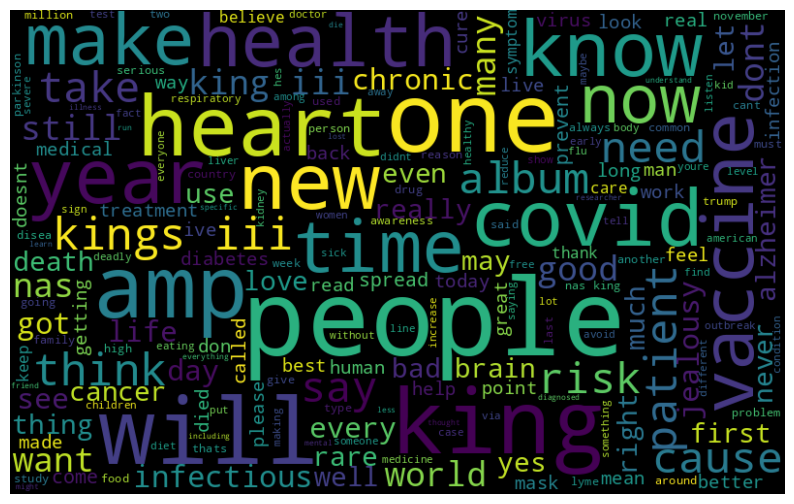 million test two doctor die november
make health believe cure many virus look real know let dont
parkinson severe serious way king iii chronic symptom maybe understand kid
take respiratory among used away live now listen cant
illness fact hes person prevent always body common infection
still run actually lost heart one flu early must
medical everyone liver didnt reason healthy reduce need youre level
doesnt year country back new even album show long man vaccine
use drug care work researcher trump
sign specific kidney women awareness said tell american
disea treatment ive really covid
learn kings iii time sick thank another feel find alzheimer
death deadly diabetes week may free good
nas going amp love read spread today saying great nas king patient much jealousy never outbreak condition
getting family called without line people increase lot last avoid different
got life don
keep high eating everything best human bad brain risk
friend think day
see cancer children died put please give help point something right problem
thing will say type less diagnosed king first
made diet making someone via thought cause
want come including thats every case
food infectious well rare medicine world yes mask lyme mean around better
study might mental